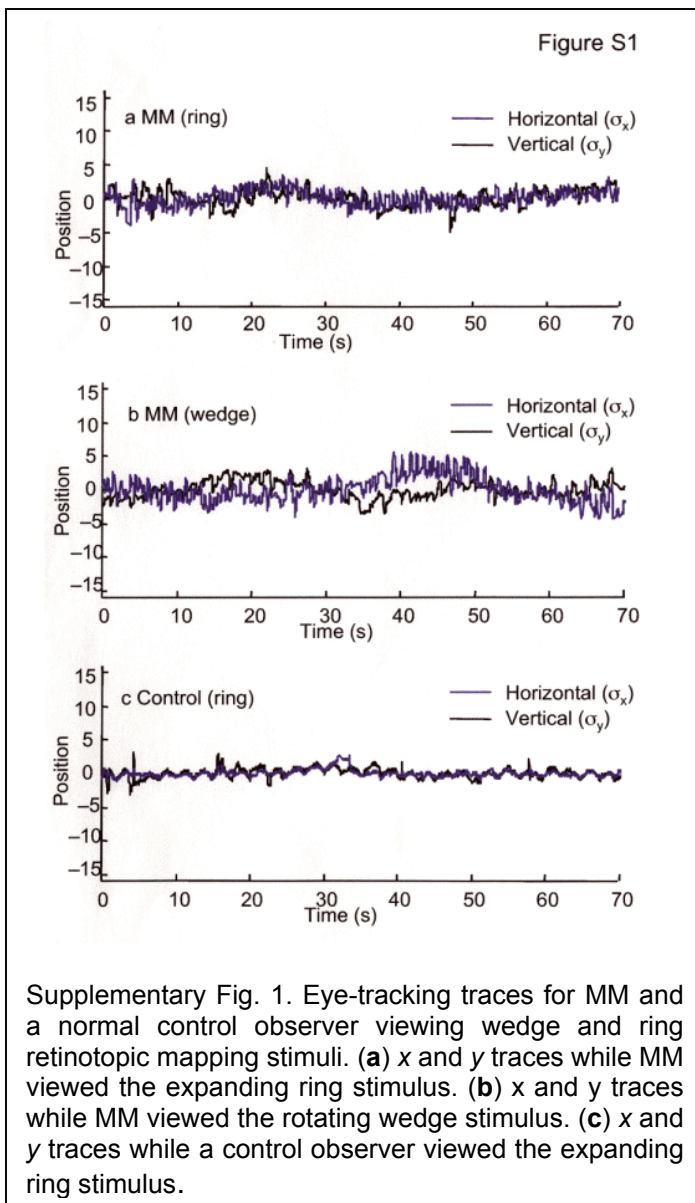 Figure S1
15
10
5
0
−5
−10
−15
Position
a MM (ring)
Horizontal (σx)
Vertical (σy)
0 10 20 30 40 50 60 70
Time (s)
15
10
5
0
−5
−10
−15
Position
b MM (wedge)
Horizontal (σx)
Vertical (σy)
0 10 20 30 40 50 60 70
Time (s)
15
10
5
0
−5
−10
−15
Position
c Control (ring)
Horizontal (σx)
Vertical (σy)
0 10 20 30 40 50 60 70
Time (s)
Supplementary Fig. 1. Eye-tracking traces for MM and
a normal control observer viewing wedge and ring
retinotopic mapping stimuli. (a) x and y traces while MM
viewed the expanding ring stimulus. (b) x and y traces
while MM viewed the rotating wedge stimulus. (c) x and
y traces while a control observer viewed the expanding
ring stimulus.